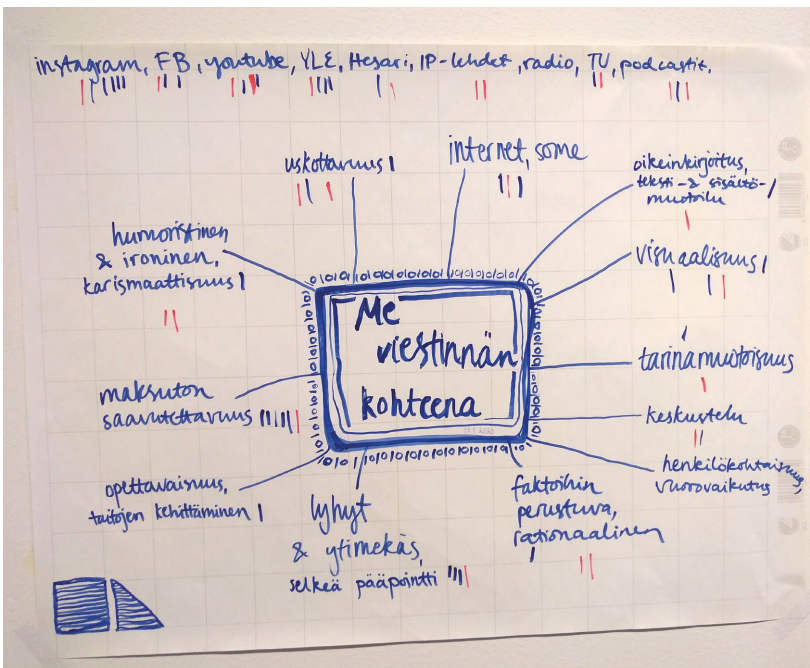 instagram, FB, youtube, YLE, Hesari, IP-lehdet, radio, TV, podcastit.
uskottavuus
internet, some
oikeinkirjoitus,
teksti- & sisältö-
muotoilu
humoristinen
& ironinen,
karismaattisuus
visuaalisuus
Me
viestinnän
kohteena
tarinamuotoisuus
maksuton
saavutettavuus
keskustelu
henkilökohtaisuus,
vuorovaikutus
opettavaisuus,
taitojen kehittäminen
lyhyt
& ytimekäs,
selkeä pääpointti
faktoihin
perustuva,
rationaalinen